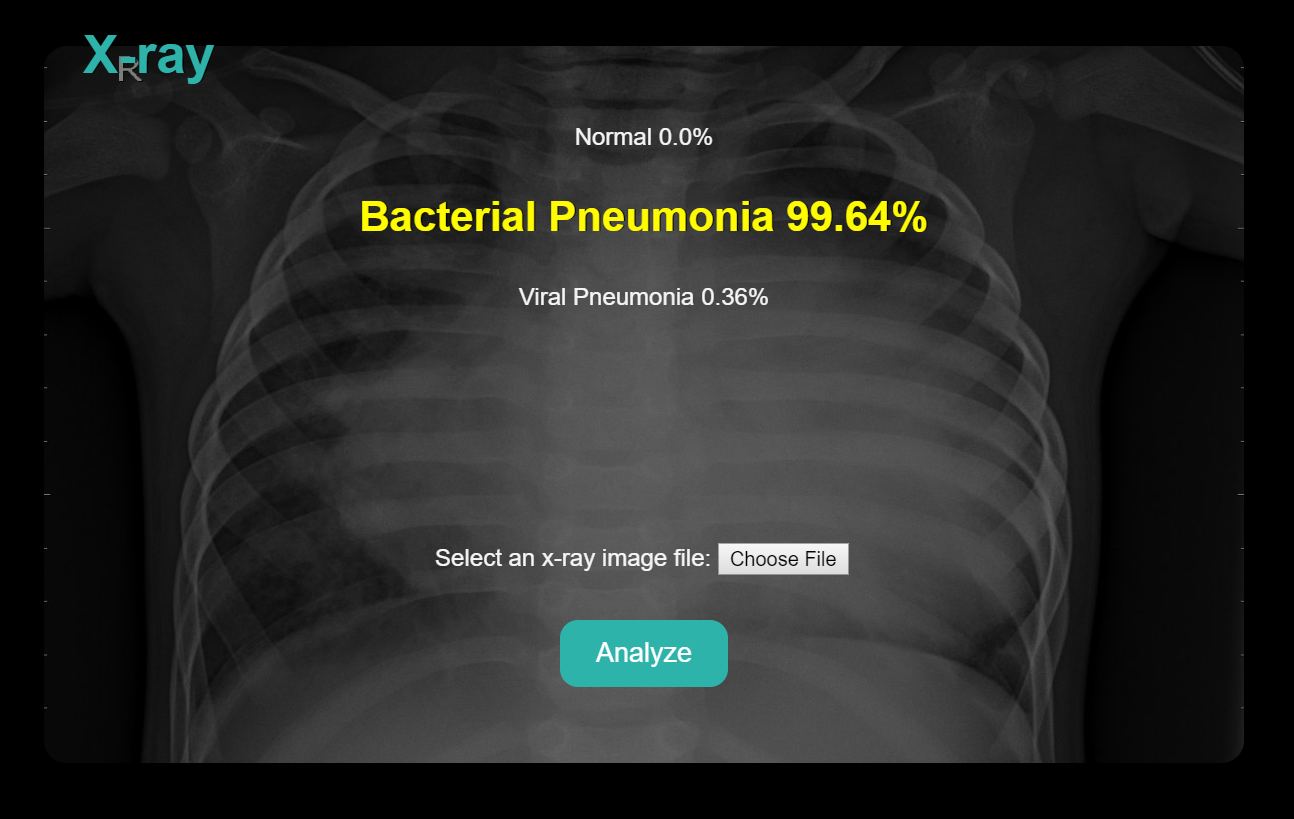 X-ray
R
Normal 0.0%
Bacterial Pneumonia 99.64%
Viral Pneumonia 0.36%
Select an x-ray image file: Choose File
Analyze